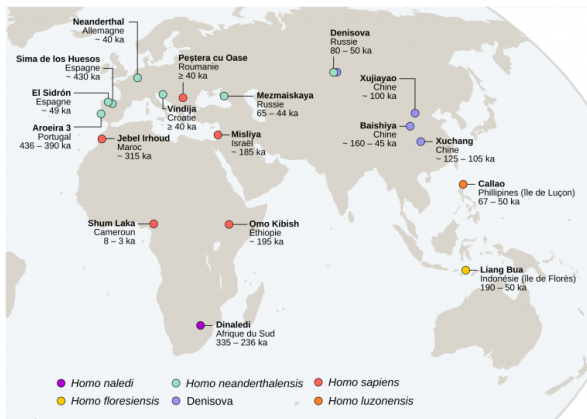 Neanderthal
Allemagne
~ 40 ka
Sima de los Huesos
Espagne
~ 430 ka
El Sidrón
Espagne
~ 49 ka
Aroeira 3
Portugal
436 – 390 ka
Peştera cu Oase
Roumanie
≥ 40 ka
Vindija
Croatie
≥ 40 ka
Mezmaiskaya
Russie
65 – 44 ka
Jebel Irhoud
Maroc
~ 315 ka
Misliya
Israël
~ 185 ka
Denisova
Russie
80 – 50 ka
Xujiayao
Chine
~ 100 ka
Baishiya
Chine
~ 160 – 45 ka
Xuchang
Chine
~ 125 – 105 ka
Callao
Phillipines (île de Luçon)
67 – 50 ka
Shum Laka
Cameroun
8 – 3 ka
Omo Kibish
Éthiopie
~ 195 ka
Liang Bua
Indonésie (île de Florès)
190 – 50 ka
Dinaledi
Afrique du Sud
335 – 236 ka
Homo naledi
Homo neanderthalensis
Homo sapiens
Homo floresiensis
Denisova
Homo luzonensis